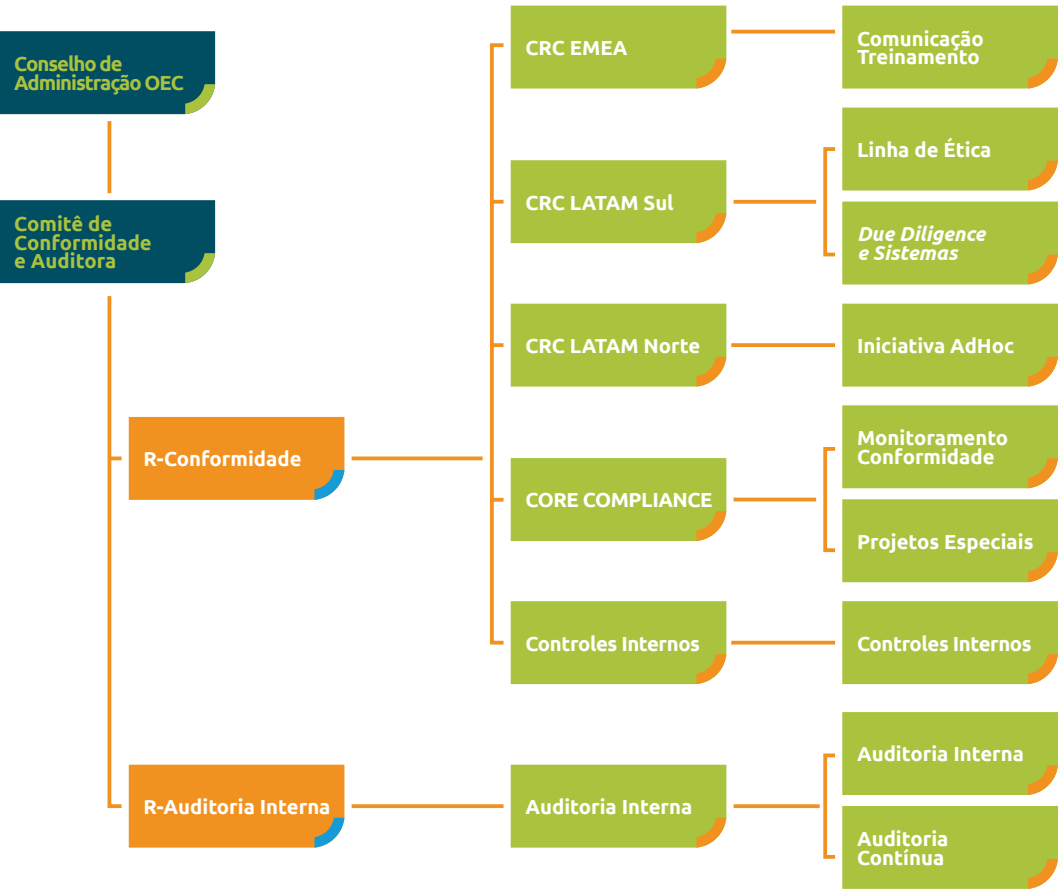 Conselho de
Administração OEC
Comitê de
Conformidade
e Auditora
R-Conformidade
R-Auditoria Interna
CRC EMEA
CRC LATAM Sul
CRC LATAM Norte
CORE COMPLIANCE
Controles Internos
Auditoria Interna
Comunicação
Treinamento
Linha de Ética
Due Diligence
e Sistemas
Iniciativa AdHoc
Monitoramento
Conformidade
Projetos Especiais
Controles Internos
Auditoria Interna
Auditoria
Contínua